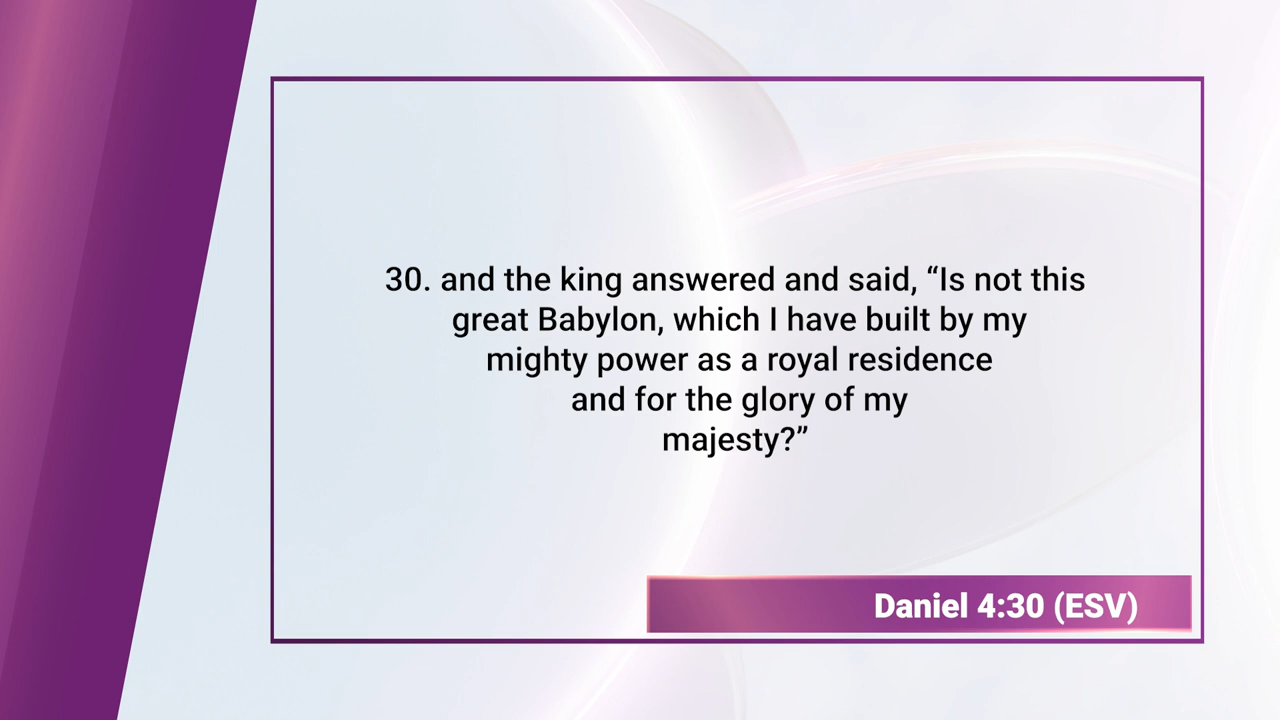 30. and the king answered and said, “Is not this
great Babylon, which I have built by my
mighty power as a royal residence
and for the glory of my
majesty?”
Daniel 4:30 (ESV)